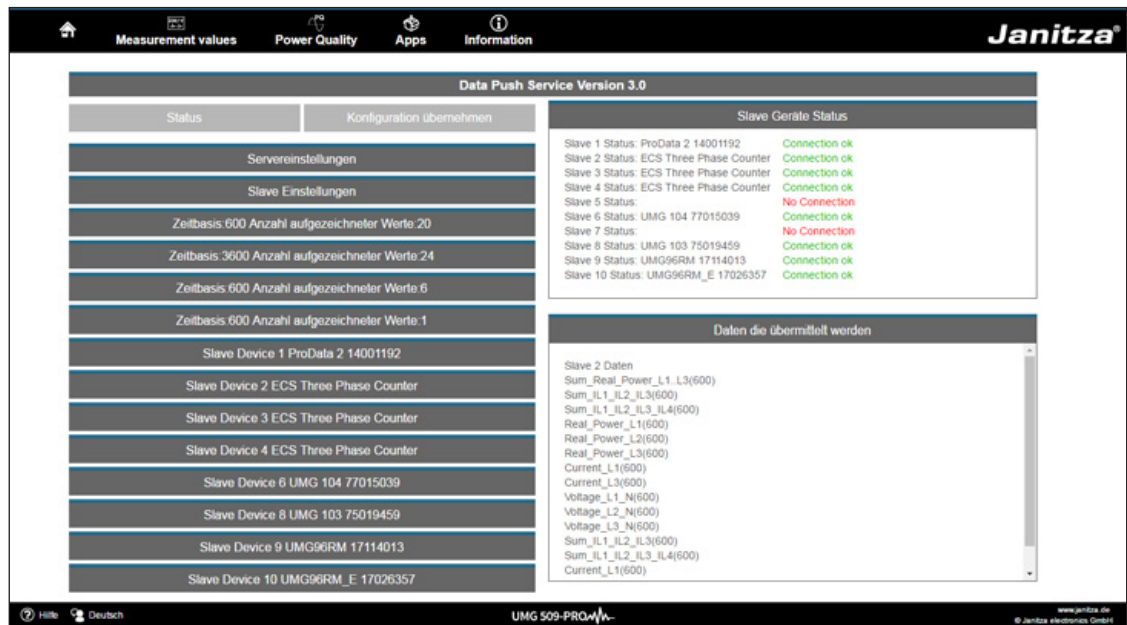 Measurement values
Power Quality
Apps
Information
Janitza®
Data Push Service Version 3.0
Status
Konfiguration übernehmen
Servereinstellungen
Slave Einstellungen
Zeitbasis:600 Anzahl aufgezeichneter Werte:20
Zeitbasis:3600 Anzahl aufgezeichneter Werte:24
Zeitbasis:600 Anzahl aufgezeichneter Werte:6
Zeitbasis:600 Anzahl aufgezeichneter Werte:1
Slave Device 1 ProData 2 14001192
Slave Device 2 ECS Three Phase Counter
Slave Device 3 ECS Three Phase Counter
Slave Device 4 ECS Three Phase Counter
Slave Device 6 UMG 104 77015039
Slave Device 8 UMG 103 75019459
Slave Device 9 UMG96RM 17114013
Slave Device 10 UMG96RM_E 17026357
Slave Geräte Status
Slave 1 Status: ProData 2 14001192 Connection ok
Slave 2 Status: ECS Three Phase Counter Connection ok
Slave 3 Status: ECS Three Phase Counter Connection ok
Slave 4 Status: ECS Three Phase Counter Connection ok
Slave 5 Status: No Connection
Slave 6 Status: UMG 104 77015039 Connection ok
Slave 7 Status: No Connection
Slave 8 Status: UMG 103 75019459 Connection ok
Slave 9 Status: UMG96RM 17114013 Connection ok
Slave 10 Status: UMG96RM_E 17026357 Connection ok
Daten die übermittelt werden
Slave 2 Daten
Sum_Real_Power_L1..L3(600)
Sum_IL1_IL2_IL3(600)
Sum_IL1_IL2_IL3_IL4(600)
Real_Power_L1(600)
Real_Power_L2(600)
Real_Power_L3(600)
Current_L1(600)
Current_L3(600)
Voltage_L1_N(600)
Voltage_L2_N(600)
Voltage_L3_N(600)
Sum_IL1_IL2_IL3(600)
Sum_IL1_IL2_IL3_IL4(600)
Current_L1(600)
Hilfe
Deutsch
UMG 509-PRO
www.janitza.de
© Janitza electronics GmbH